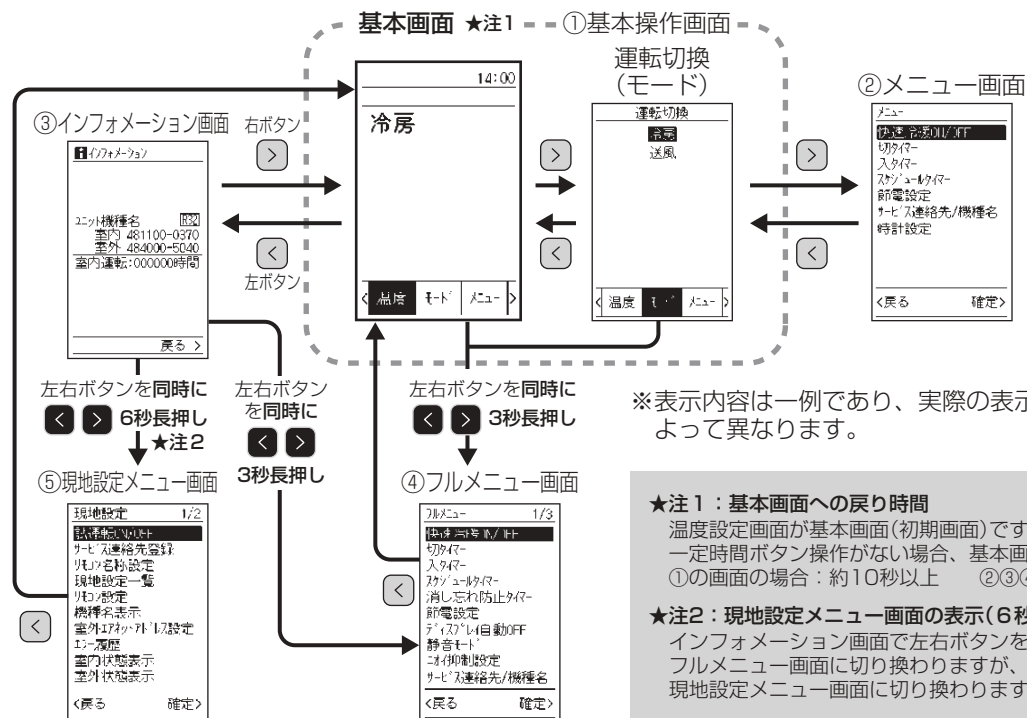 基本画面 ★注1
①基本操作画面
運転切換
(モード)
②メニュー画面
14:00
冷房
‹ 温度 モード メニュー ›
運転切換
冷房
送風
‹ 温度 モード メニュー ›
メニュー
快速冷暖ON/OFF
切タイマー
入タイマー
スケジュールタイマー
節電設定
サービス連絡先/機種名
時計設定
‹戻る 確定›
③インフォメーション画面
右ボタン
インフォメーション
ユニット機種名 R32
室内 481100-0370
室外 484000-5040
室内運転:000000時間
戻る ›
左ボタン
左右ボタンを同時に
6秒長押し
★注2
左右ボタン
を同時に
3秒長押し
左右ボタンを同時に
3秒長押し
⑤現地設定メニュー画面
現地設定 1/2
試運転ON/OFF
サービス連絡先登録
リモコン名称設定
現地設定一覧
リモコン設定
機種名表示
室外エアネットアドレス設定
エラー履歴
室内状態表示
室外状態表示
‹戻る 確定›
④フルメニュー画面
フルメニュー 1/3
快速冷暖ON/OFF
切タイマー
入タイマー
スケジュールタイマー
消し忘れ防止タイマー
節電設定
ディスプレイ自動OFF
静音モード
ニオイ抑制設定
サービス連絡先/機種名
‹戻る 確定›
※表示内容は一例であり、実際の表示
よって異なります。
★注1：基本画面への戻り時間
温度設定画面が基本画面(初期画面)です
一定時間ボタン操作がない場合、基本画
①の画面の場合：約10秒以上 ②③④
★注2：現地設定メニュー画面の表示(6秒
インフォメーション画面で左右ボタンを
フルメニュー画面に切り換わりますが、
現地設定メニュー画面に切り換わります